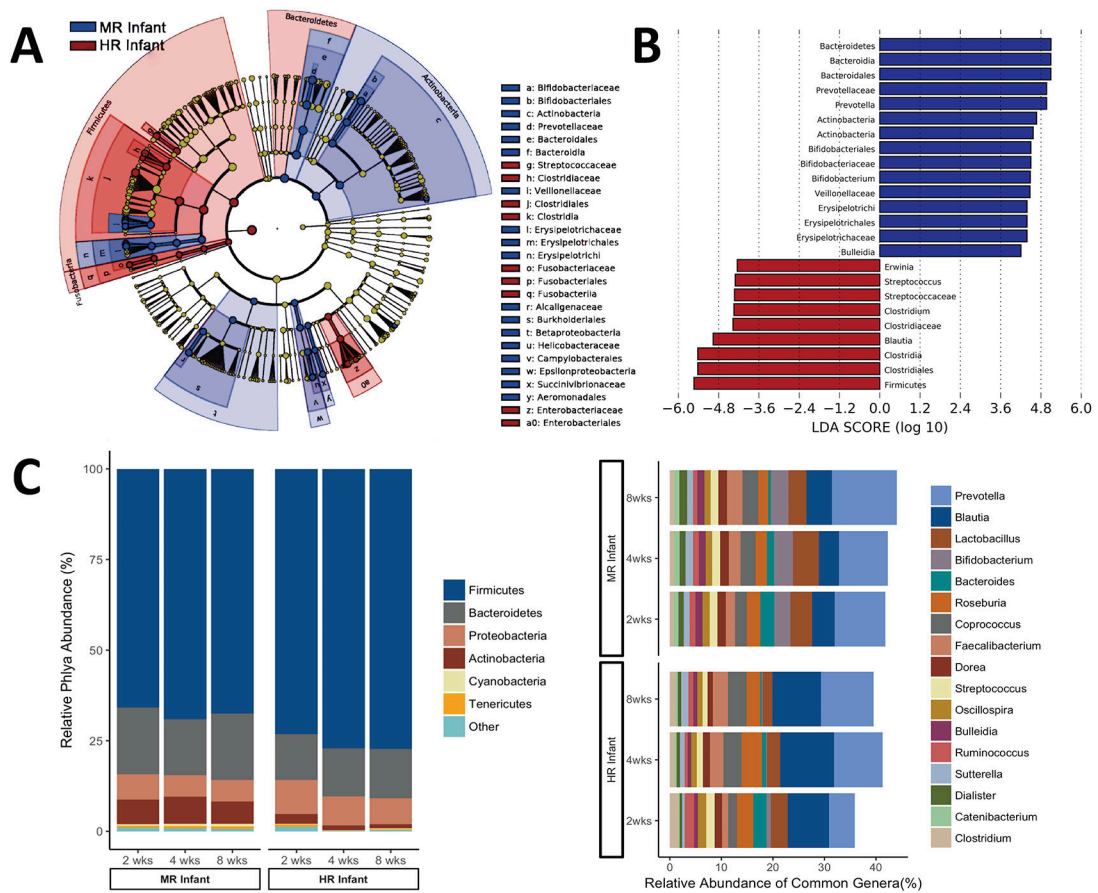 A
MR Infant
HR Infant
Bacteroidetes
Actinobacteria
Firmicutes
Fusobacteria
f
e
d
b
a
c
k
j
h
g
i
l
n
m
q
p
o
r
s
t
u
v
w
x
y
z
a0
a: Bifidobacteriaceae
b: Bifidobacteriales
c: Actinobacteria
d: Prevotellaceae
e: Bacteroidales
f: Bacteroidia
g: Streptococcaceae
h: Clostridiaceae
i: Veillonellaceae
j: Clostridiales
k: Clostridia
l: Erysipelotrichaceae
m: Erysipelotrichales
n: Erysipelotrichi
o: Fusobacteriaceae
p: Fusobacteriales
q: Fusobacteriia
r: Alcaligenaceae
s: Burkholderiales
t: Betaproteobacteria
u: Helicobacteraceae
v: Campylobacterales
w: Epsilonproteobacteria
x: Succinivibrionaceae
y: Aeromonadales
z: Enterobacteriaceae
a0: Enterobacteriales
B
Bacteroidetes
Bacteroidia
Bacteroidales
Prevotellaceae
Prevotella
Actinobacteria
Actinobacteria
Bifidobacteriales
Bifidobacteriaceae
Bifidobacterium
Veillonellaceae
Erysipelotrichi
Erysipelotrichales
Erysipelotrichaceae
Bulleidia
Erwinia
Streptococcus
Streptococcaceae
Clostridium
Clostridiaceae
Blautia
Clostridia
Clostridiales
Firmicutes
−6.0 −4.8 −3.6 −2.4 −1.2 0.0 1.2 2.4 3.6 4.8 6.0
LDA SCORE (log 10)
C
Relative Phlya Abundance (%)
100
75
50
25
0
2 wks 4 wks 8 wks 2 wks 4 wks 8 wks
MR Infant HR Infant
Firmicutes
Bacteroidetes
Proteobacteria
Actinobacteria
Cyanobacteria
Tenericutes
Other
MR Infant
8wks
4wks
2wks
HR Infant
8wks
4wks
2wks
0 10 20 30 40
Relative Abundance of Common Genera(%)
Prevotella
Blautia
Lactobacillus
Bifidobacterium
Bacteroides
Roseburia
Coprococcus
Faecalibacterium
Dorea
Streptococcus
Oscillospira
Bulleidia
Ruminococcus
Sutterella
Dialister
Catenibacterium
Clostridium